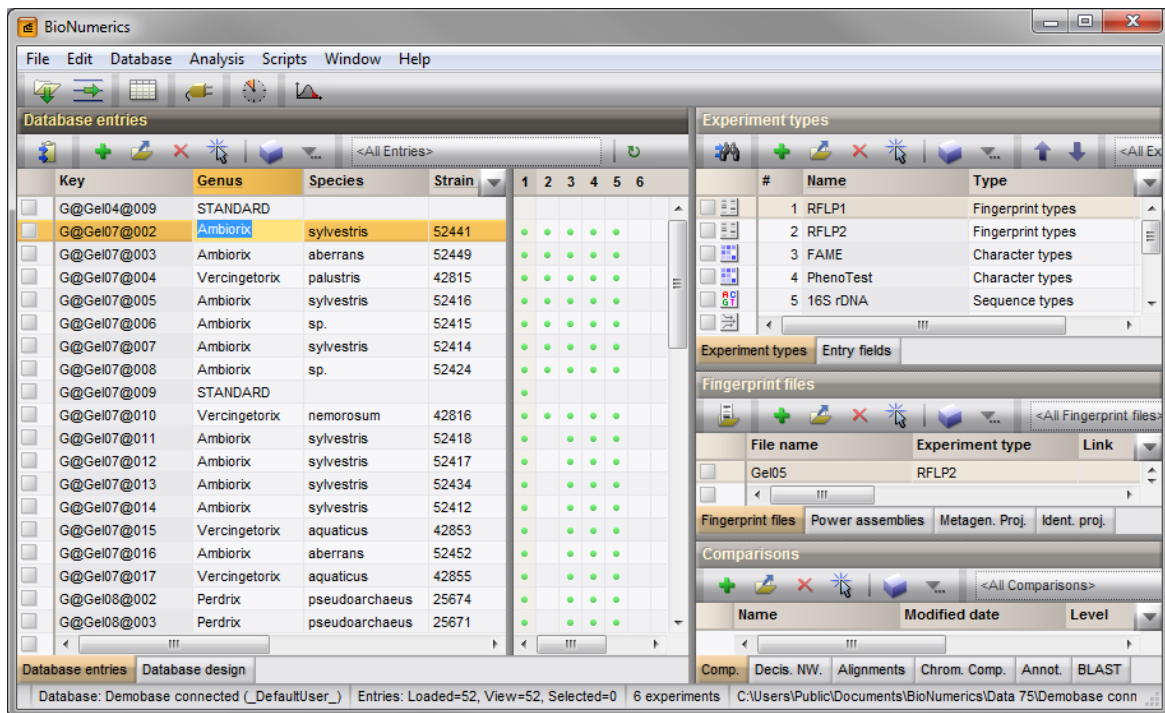 BioNumerics
File Edit Database Analysis Scripts Window Help
Database entries
<All Entries>
Key Genus Species Strain 1 2 3 4 5 6
G@Gel04@009 STANDARD
G@Gel07@002 Ambiorix sylvestris 52441
G@Gel07@003 Ambiorix aberrans 52449
G@Gel07@004 Vercingetorix palustris 42815
G@Gel07@005 Ambiorix sylvestris 52416
G@Gel07@006 Ambiorix sp. 52415
G@Gel07@007 Ambiorix sylvestris 52414
G@Gel07@008 Ambiorix sp. 52424
G@Gel07@009 STANDARD
G@Gel07@010 Vercingetorix nemorosum 42816
G@Gel07@011 Ambiorix sylvestris 52418
G@Gel07@012 Ambiorix sylvestris 52417
G@Gel07@013 Ambiorix sylvestris 52434
G@Gel07@014 Ambiorix sylvestris 52412
G@Gel07@015 Vercingetorix aquaticus 42853
G@Gel07@016 Ambiorix aberrans 52452
G@Gel07@017 Vercingetorix aquaticus 42855
G@Gel08@002 Perdrix pseudoarchaeus 25674
G@Gel08@003 Perdrix pseudoarchaeus 25671
Database entries Database design
Experiment types
<All Ex
# Name Type
1 RFLP1 Fingerprint types
2 RFLP2 Fingerprint types
3 FAME Character types
4 PhenoTest Character types
5 16S rDNA Sequence types
Experiment types Entry fields
Fingerprint files
<All Fingerprint files>
File name Experiment type Link
Gel05 RFLP2
Fingerprint files Power assemblies Metagen. Proj. Ident. proj.
Comparisons
<All Comparisons>
Name Modified date Level
Comp. Decis. NW. Alignments Chrom. Comp. Annot. BLAST
Database: Demobase connected (_DefaultUser_) Entries: Loaded=52, View=52, Selected=0 6 experiments C:\Users\Public\Documents\BioNumerics\Data 75\Demobase conn